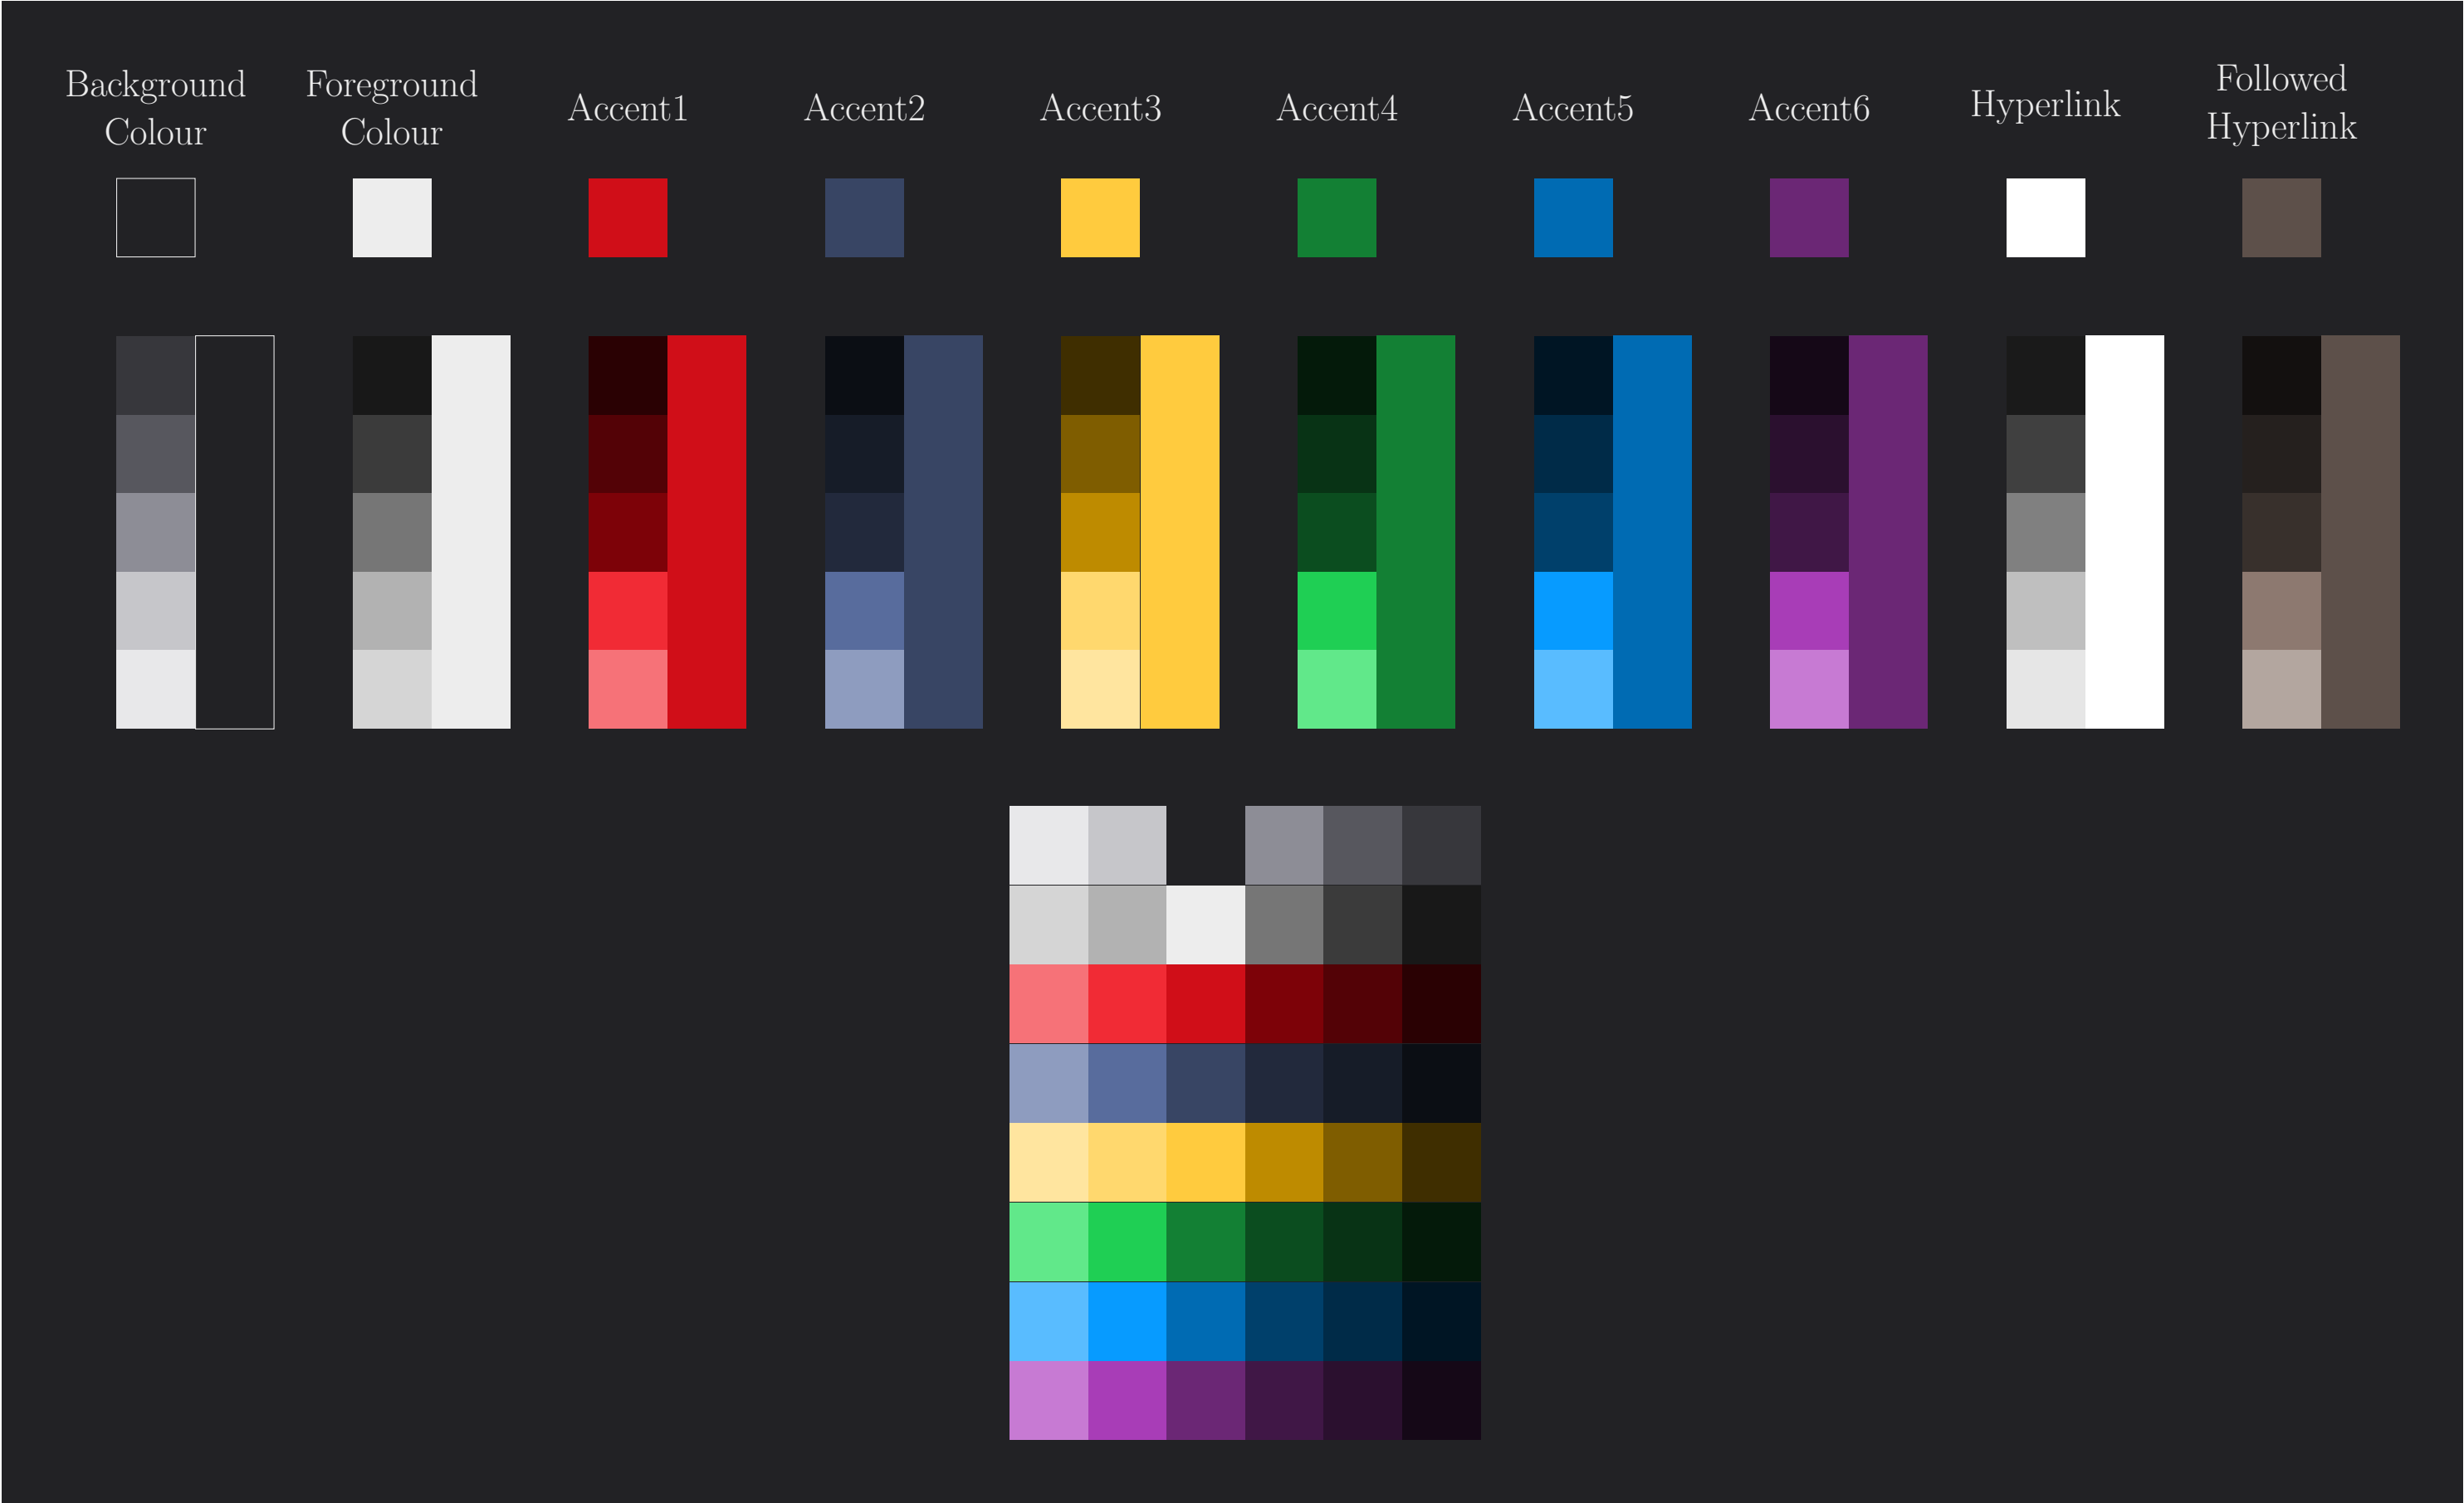 Background
Colour
Foreground
Colour
Accent1
Accent2
Accent3
Accent4
Accent5
Accent6
Hyperlink
Followed
Hyperlink